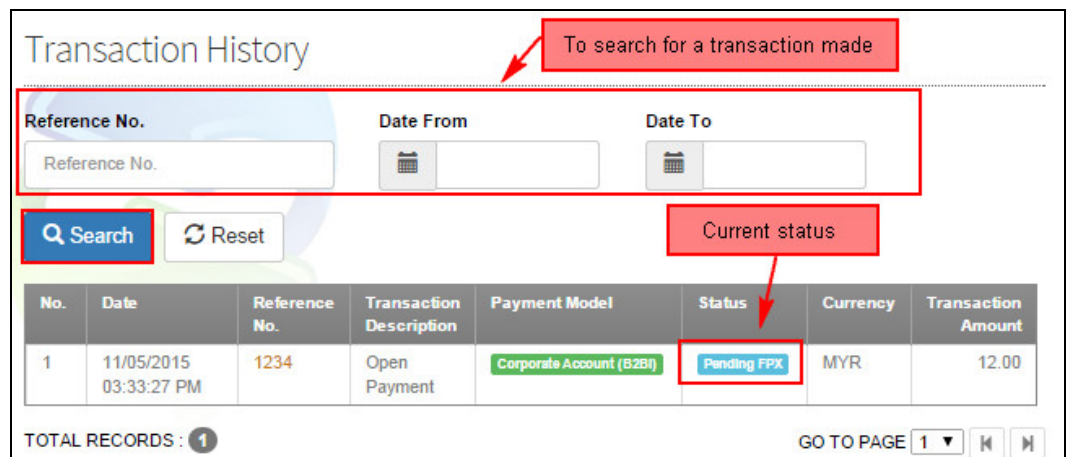 Transaction History
To search for a transaction made
Reference No. Date From Date To
Reference No.
Search Reset
Current status
No. Date Reference Transaction Payment Model Status Currency Transaction
No. Description Amount
1 11/05/2015 1234 Open Corporate Account (B2BI) Pending FPX MYR 12.00
03:33:27 PM Payment
TOTAL RECORDS : 1 GO TO PAGE 1